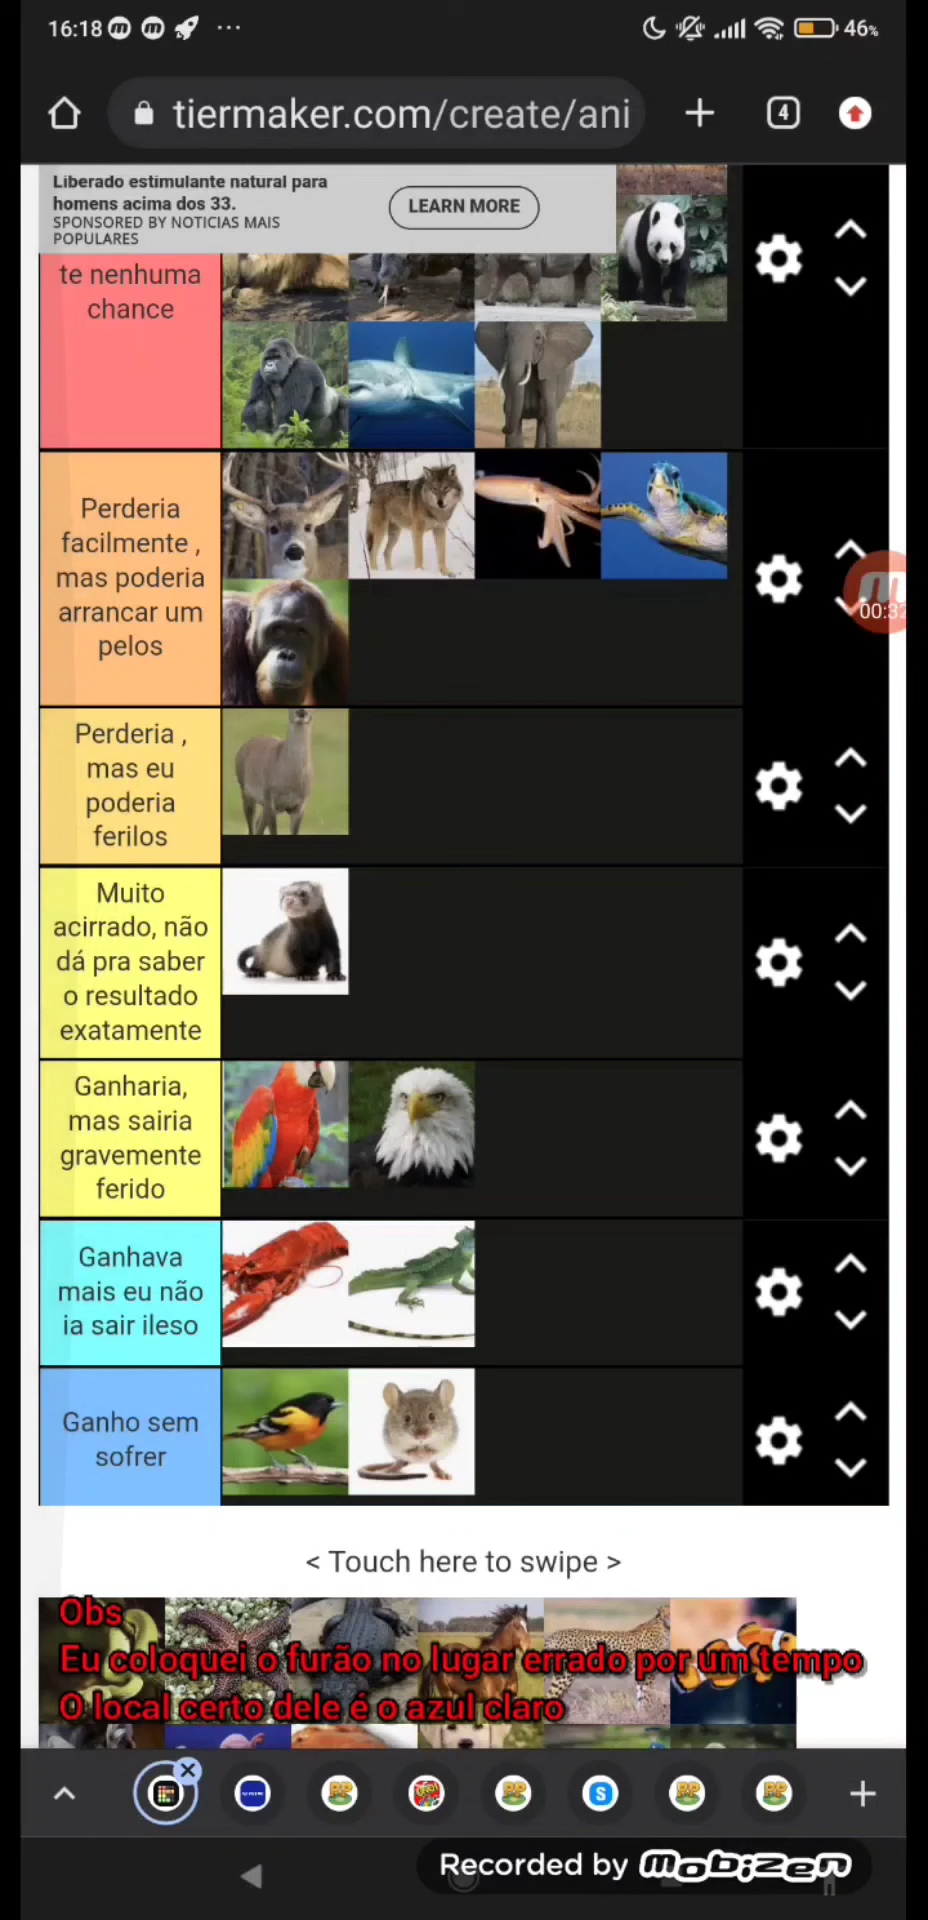 16:18
46%
tiermaker.com/create/ani
4
Liberado estimulante natural para
homens acima dos 33.
SPONSORED BY NOTICIAS MAIS
POPULARES
LEARN MORE
te nenhuma
chance
Perderia
facilmente ,
mas poderia
arrancar um
pelos
00:32
Perderia ,
mas eu
poderia
ferilos
Muito
acirrado, não
dá pra saber
o resultado
exatamente
Ganharia,
mas sairia
gravemente
ferido
Ganhava
mais eu não
ia sair ileso
Ganho sem
sofrer
< Touch here to swipe >
Obs
Eu coloquei o furão no lugar errado por um tempo
O local certo dele é o azul claro
Recorded by mobizen